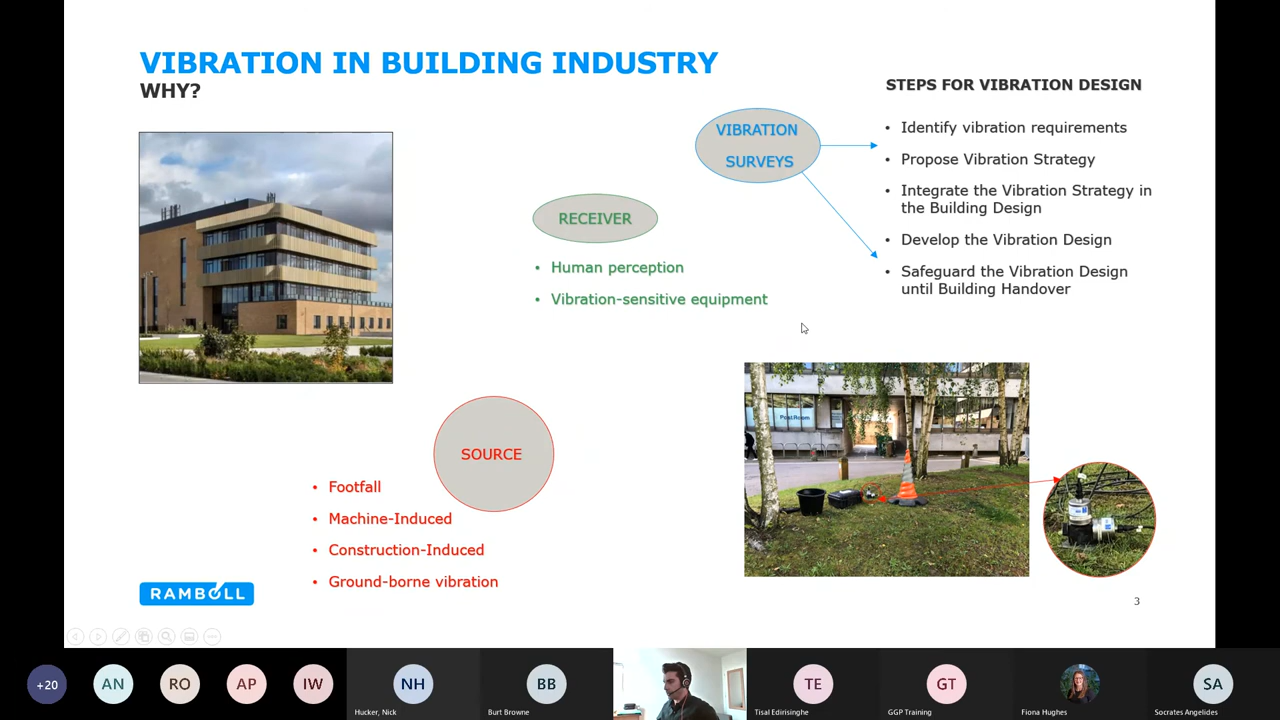 VIBRATION IN BUILDING INDUSTRY
WHY?
STEPS FOR VIBRATION DESIGN
VIBRATION
SURVEYS
• Identify vibration requirements
• Propose Vibration Strategy
• Integrate the Vibration Strategy in
the Building Design
• Develop the Vibration Design
• Safeguard the Vibration Design
until Building Handover
RECEIVER
• Human perception
• Vibration-sensitive equipment
SOURCE
• Footfall
• Machine-Induced
• Construction-Induced
• Ground-borne vibration
PostRoom
RAMBOLL
3
+20
AN
RO
AP
IW
NH
Hucker, Nick
BB
Burt Browne
TE
Tisal Edirisinghe
GT
GGP Training
Fiona Hughes
SA
Socrates Angelides